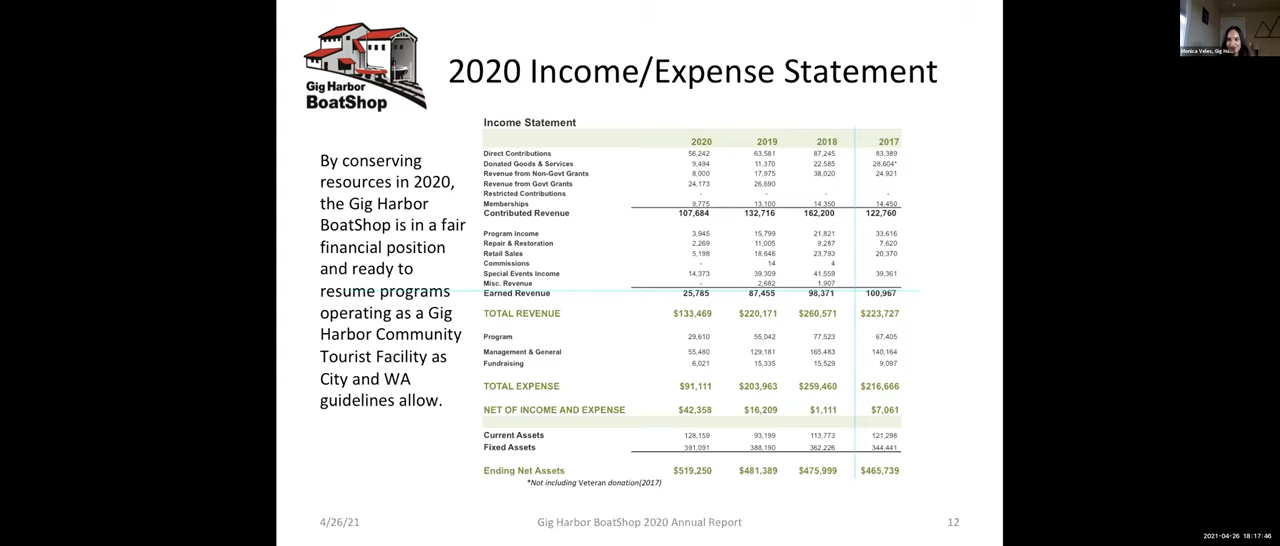 Gig Harbor
BoatShop
2020 Income/Expense Statement
By conserving
resources in 2020,
the Gig Harbor
BoatShop is in a fair
financial position
and ready to
resume programs
operating as a Gig
Harbor Community
Tourist Facility as
City and WA
guidelines allow.
Income Statement
2020 2019 2018 2017
Direct Contributions 56,242 63,581 87,245 83,389
Donated Goods & Services 9,494 11,370 22,585 28,604*
Revenue from Non-Govt Grants 8,000 17,975 38,020 24,921
Revenue from Govt Grants 24,173 26,690
Restricted Contributions - - - -
Memberships 9,775 13,100 14,350 14,450
Contributed Revenue 107,684 132,716 162,200 122,760
Program Income 3,945 15,799 21,821 33,616
Repair & Restoration 2,269 11,005 9,287 7,620
Retail Sales 5,198 18,646 23,793 20,370
Commissions - 14 4
Special Events Income 14,373 39,309 41,559 39,361
Misc. Revenue - 2,682 1,907
Earned Revenue 25,785 87,455 98,371 100,967
TOTAL REVENUE $133,469 $220,171 $260,571 $223,727
Program 29,610 55,042 77,523 67,405
Management & General 55,480 129,181 165,483 140,164
Fundraising 6,021 15,335 15,529 9,097
TOTAL EXPENSE $91,111 $203,963 $259,460 $216,666
NET OF INCOME AND EXPENSE $42,358 $16,209 $1,111 $7,061
Current Assets 128,159 93,199 113,773 121,298
Fixed Assets 391,091 388,190 362,226 344,441
Ending Net Assets $519,250 $481,389 $475,999 $465,739
*Not including Veteran donation(2017)
4/26/21 Gig Harbor BoatShop 2020 Annual Report 12
Monica Veles, Gig
2021-04-26 18:17:46